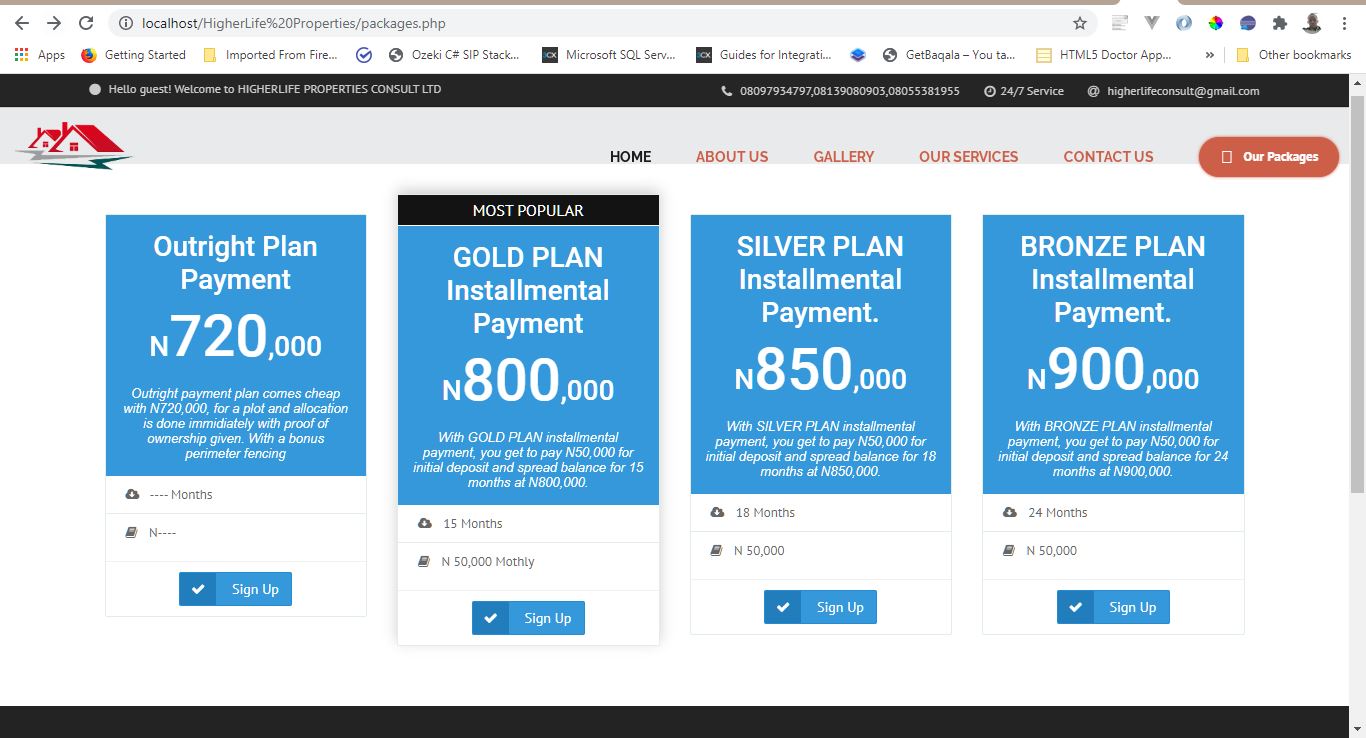 localhost/HigherLife%20Properties/packages.php
Apps Getting Started Imported From Fire... Ozeki C# SIP Stack... Microsoft SQL Serv... Guides for Integrati... GetBaqala – You ta... HTML5 Doctor App... » Other bookmarks
Hello guest! Welcome to HIGHERLIFE PROPERTIES CONSULT LTD
08097934797,08139080903,08055381955 24/7 Service higherlifeconsult@gmail.com
HOME ABOUT US GALLERY OUR SERVICES CONTACT US Our Packages
Outright Plan
Payment
N720,000
Outright payment plan comes cheap
with N720,000, for a plot and allocation
is done immidiately with proof of
ownership given. With a bonus
perimeter fencing
---- Months
N----
Sign Up
MOST POPULAR
GOLD PLAN
Installmental
Payment
N800,000
With GOLD PLAN installmental
payment, you get to pay N50,000 for
initial deposit and spread balance for 15
months at N800,000.
15 Months
N 50,000 Mothly
Sign Up
SILVER PLAN
Installmental
Payment.
N850,000
With SILVER PLAN installmental
payment, you get to pay N50,000 for
initial deposit and spread balance for 18
months at N850,000.
18 Months
N 50,000
Sign Up
BRONZE PLAN
Installmental
Payment.
N900,000
With BRONZE PLAN installmental
payment, you get to pay N50,000 for
initial deposit and spread balance for 24
months at N900,000.
24 Months
N 50,000
Sign Up